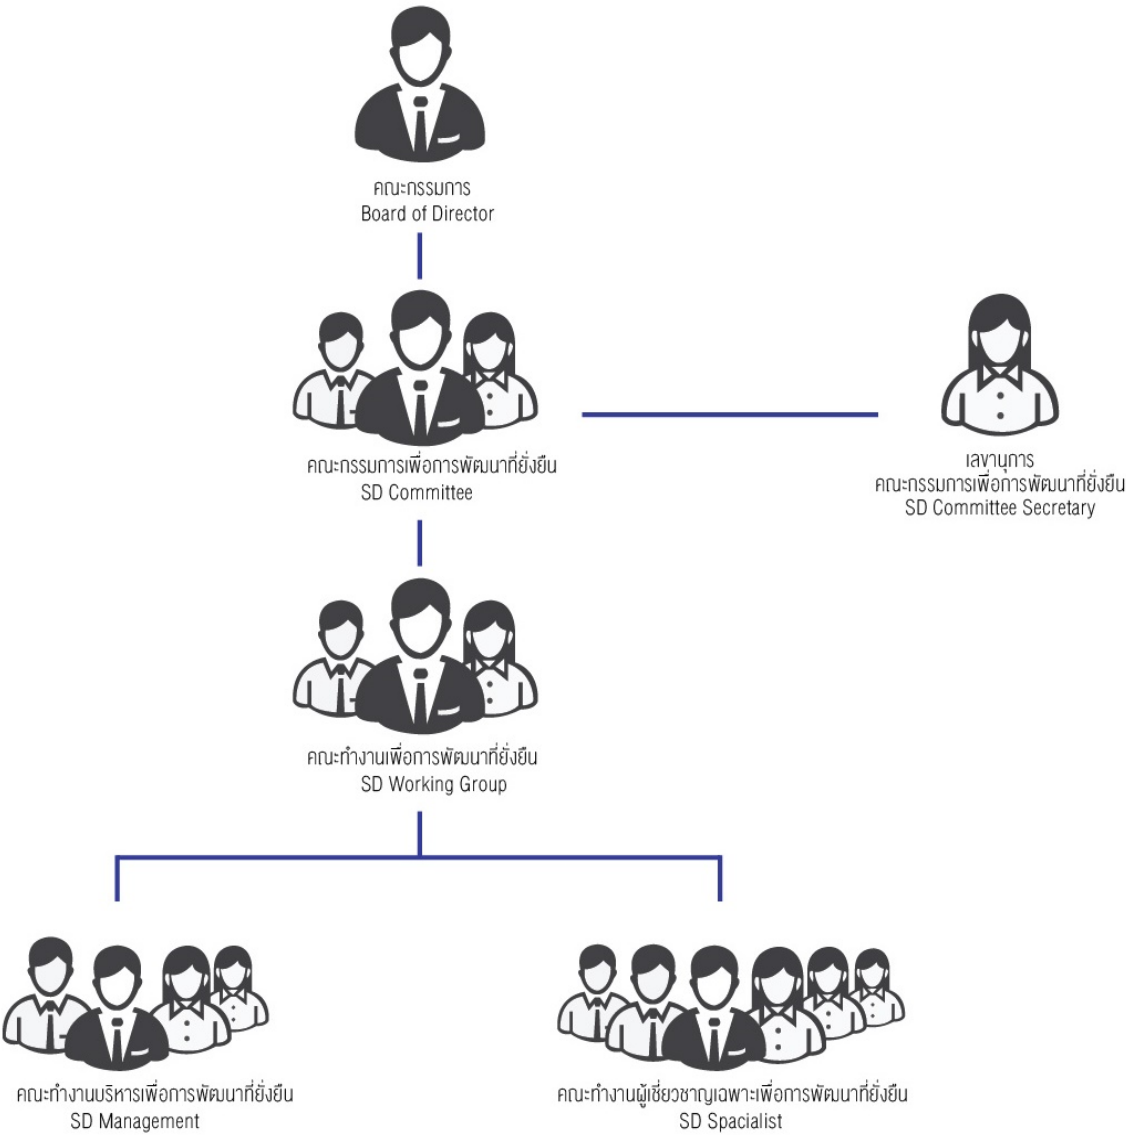 คณะกรรมการ
Board of Director
คณะกรรมการเพื่อการพัฒนาที่ยั่งยืน
SD Committee
เลขานุการ
คณะกรรมการเพื่อการพัฒนาที่ยั่งยืน
SD Committee Secretary
คณะทำงานเพื่อการพัฒนาที่ยั่งยืน
SD Working Group
คณะทำงานบริหารเพื่อการพัฒนาที่ยั่งยืน
SD Management
คณะทำงานผู้เชี่ยวชาญเฉพาะเพื่อการพัฒนาที่ยั่งยืน
SD Spacialist